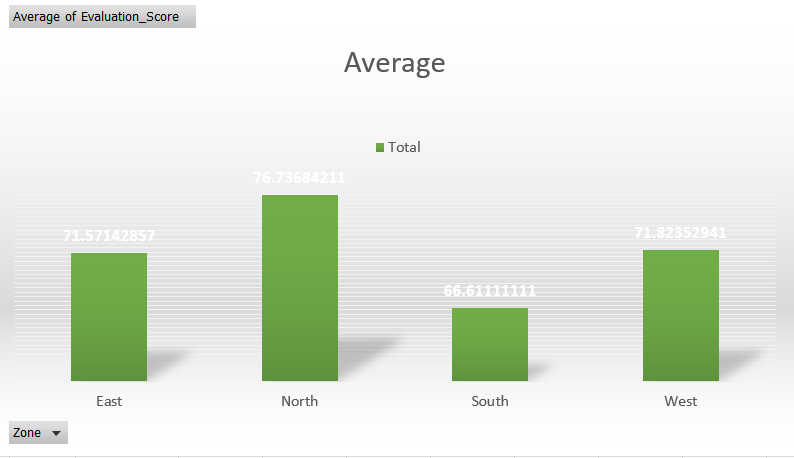 Average of Evaluation_Score
Average
Total
76.73684211
71.57142857
71.82352941
66.61111111
East North South West
Zone